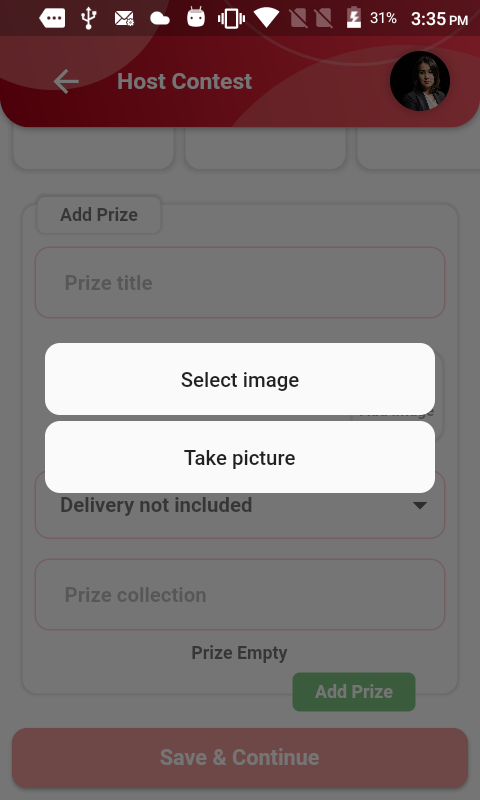 31% 3:35 PM
Host Contest
Add Prize
Prize title
Select image
Take picture
Delivery not included
Prize collection
Prize Empty
Add Prize
Save & Continue